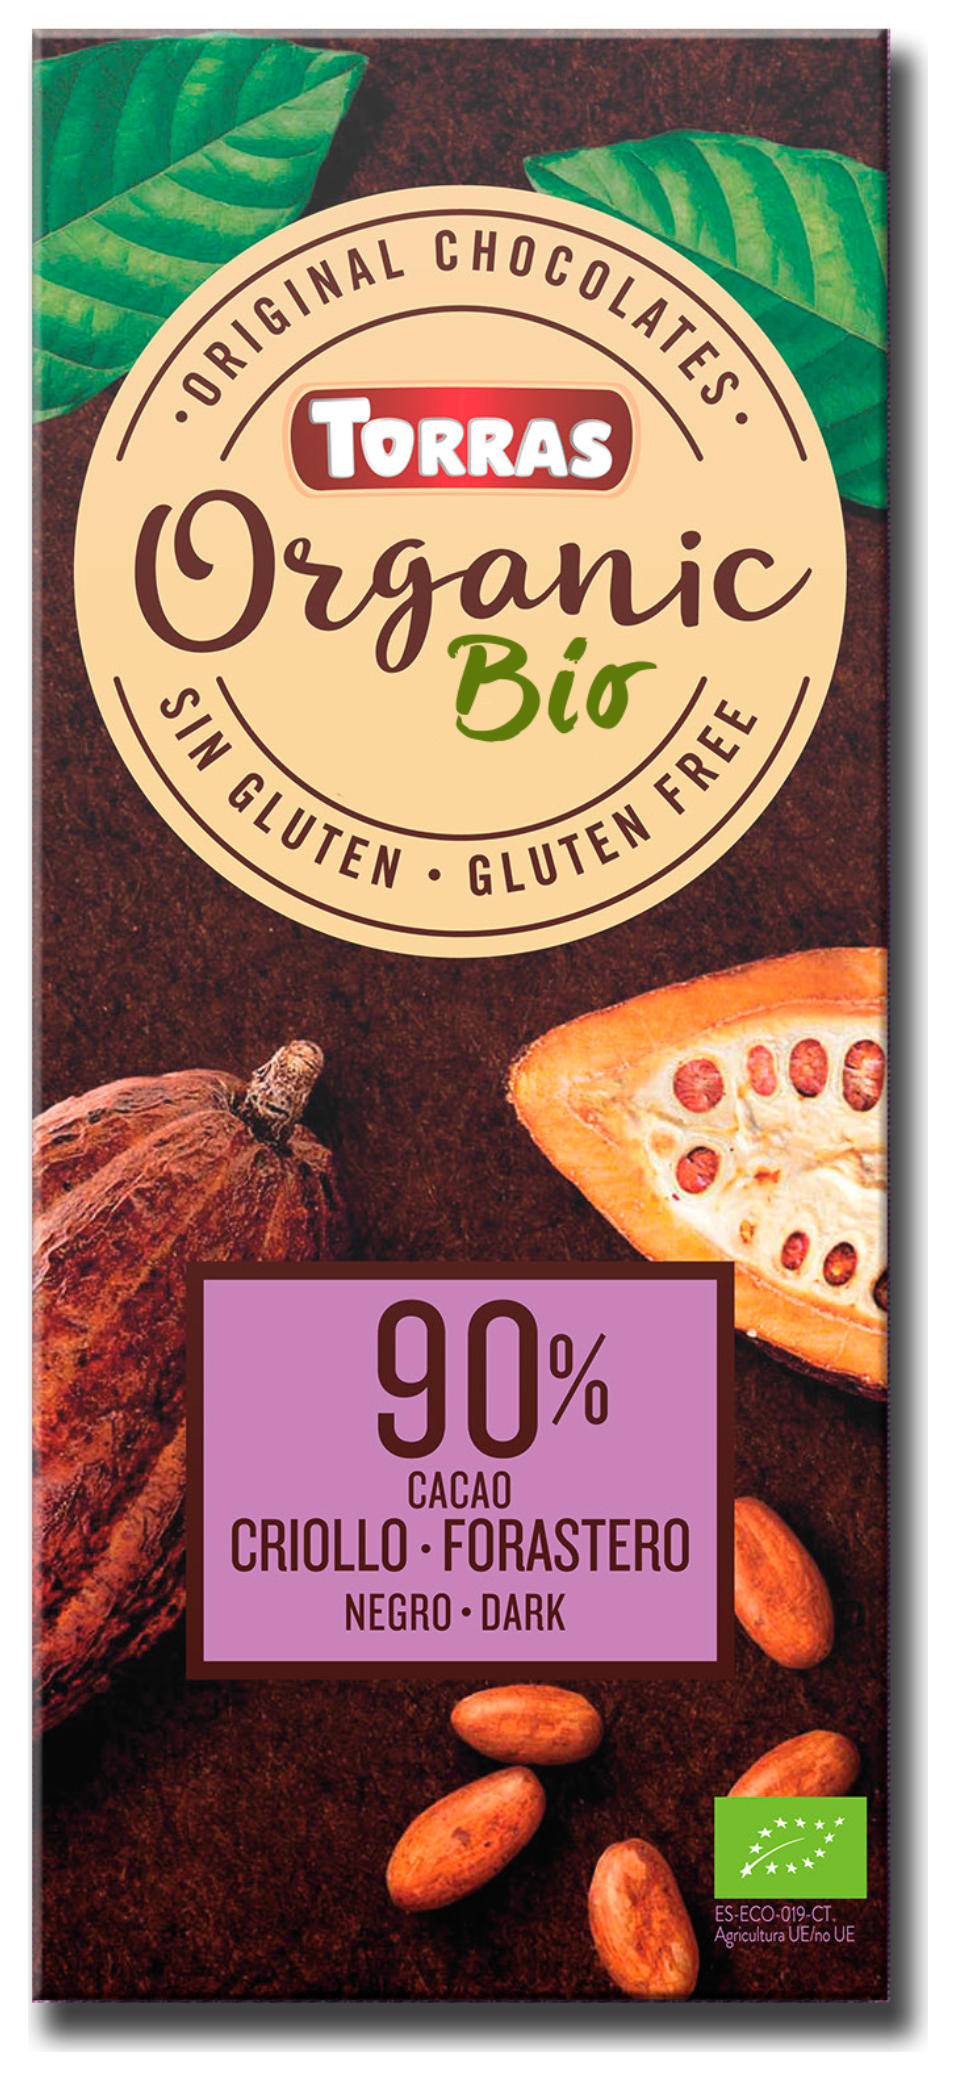 ORIGINAL CHOCOLATES
TORRAS
Organic
Bio
SIN GLUTEN • GLUTEN FREE
90%
CACAO
CRIOLLO • FORASTERO
NEGRO • DARK
ES-ECO-019-CT
Agricultura UE/no UE